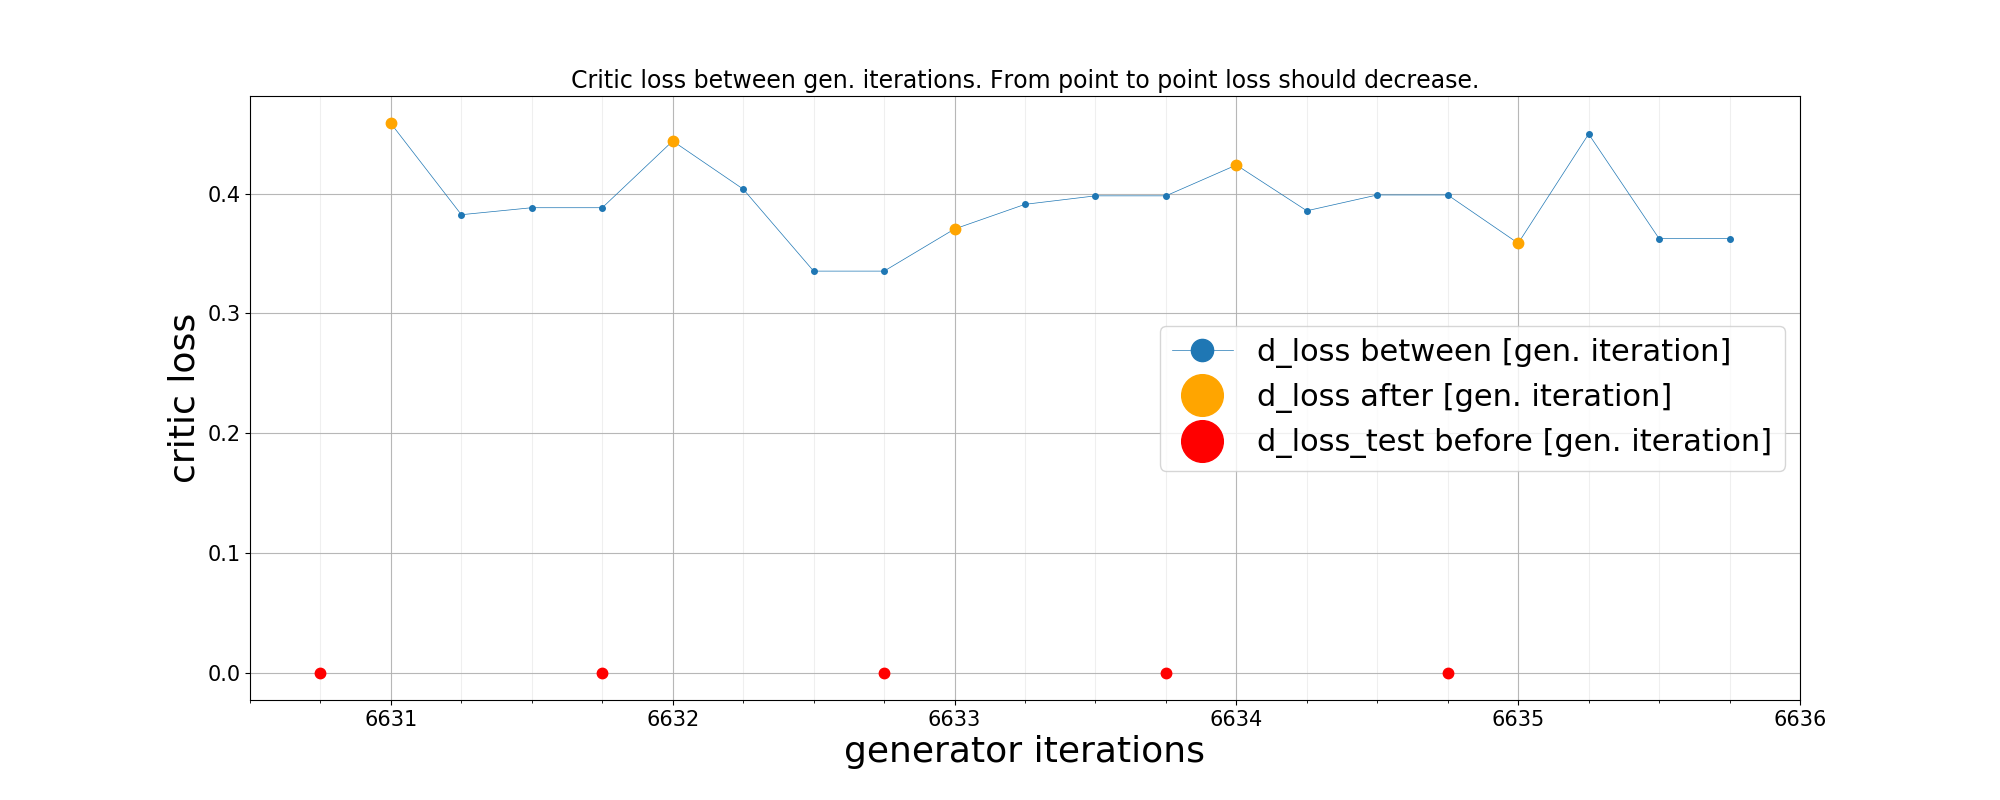 Critic loss between gen. iterations. From point to point loss should decrease.
critic loss
0.4
0.3
0.2
0.1
0.0
d_loss between [gen. iteration]
d_loss after [gen. iteration]
d_loss_test before [gen. iteration]
6631 6632 6633 6634 6635 6636
generator iterations